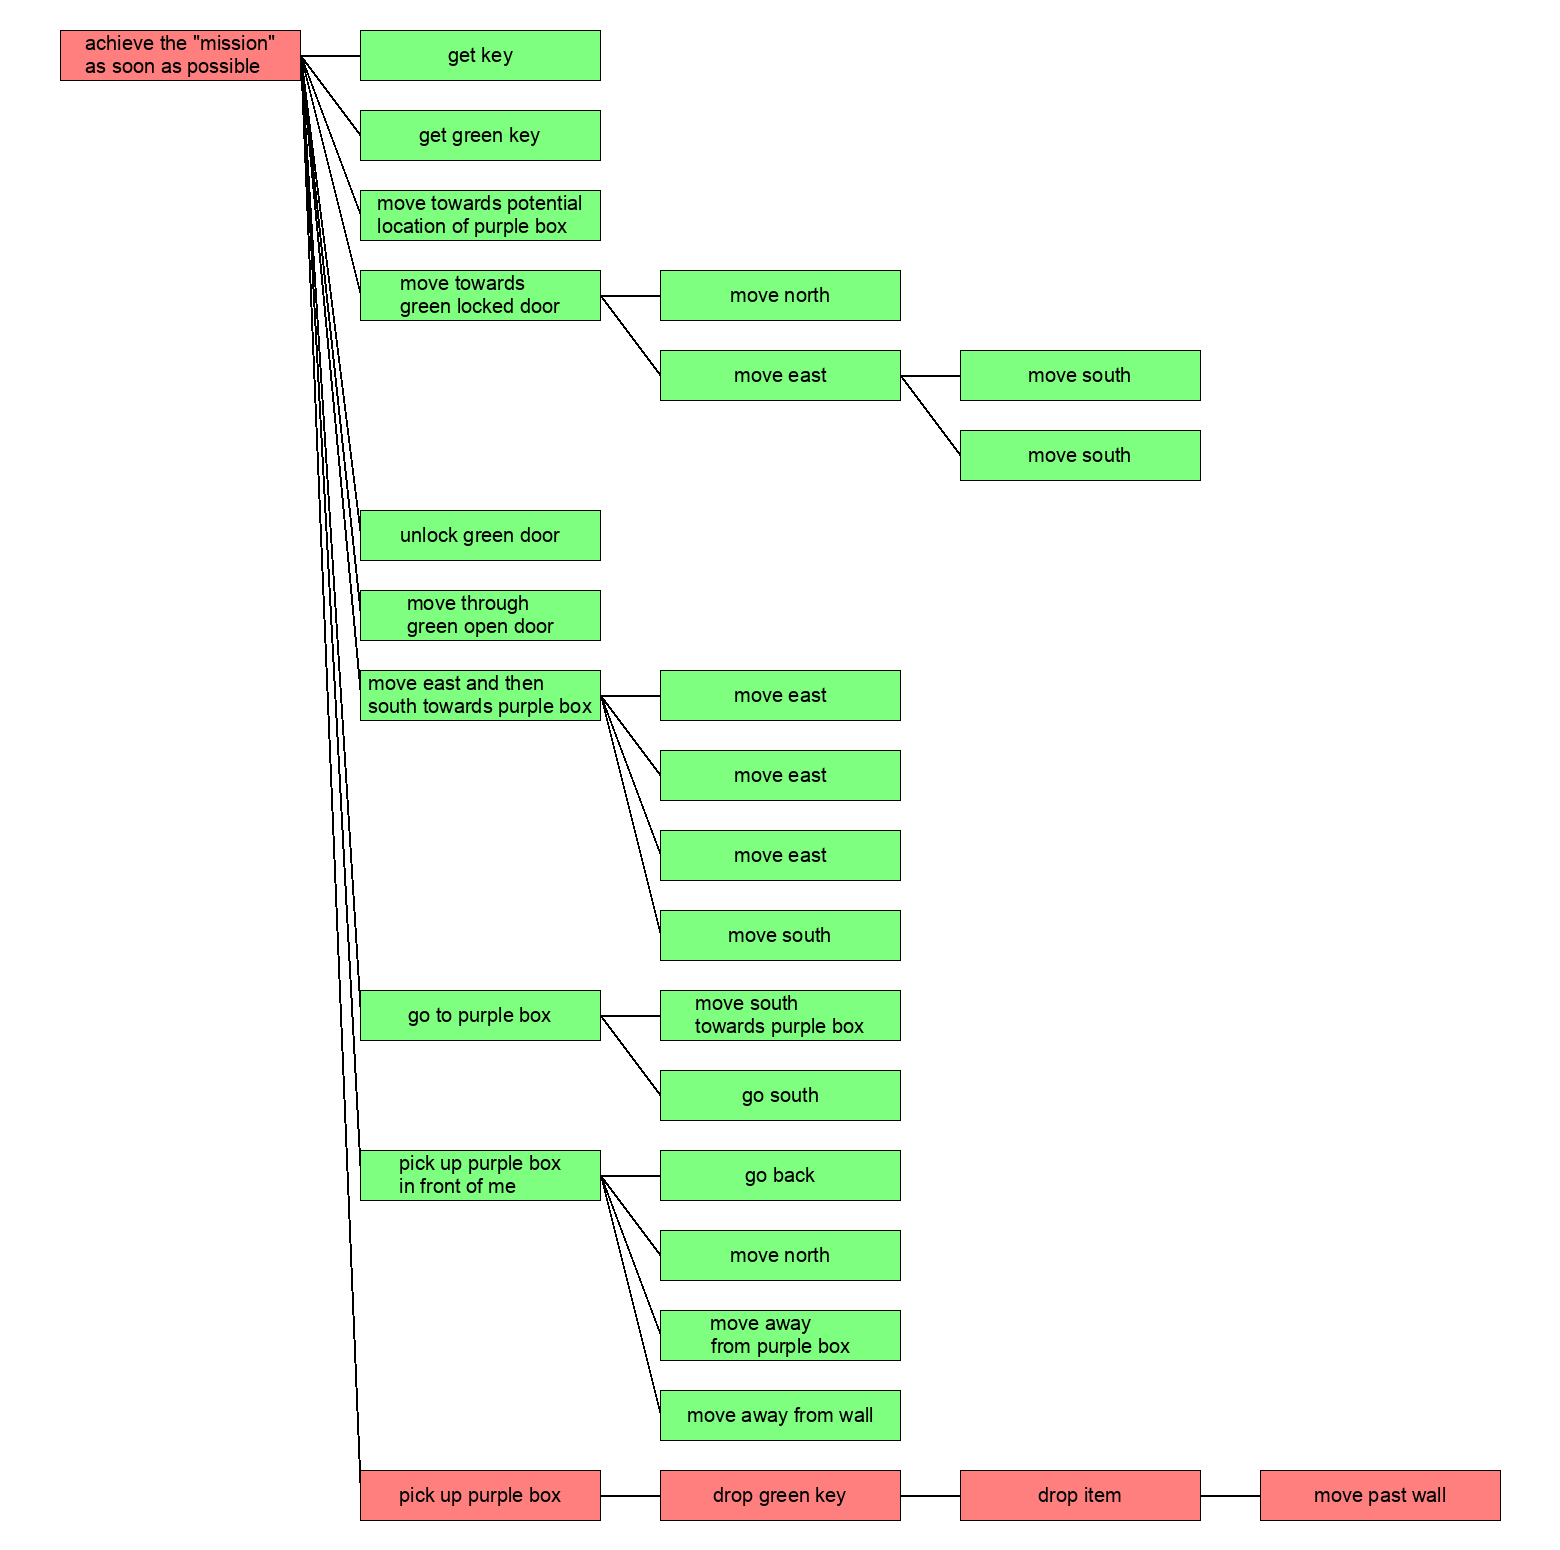 achieve the "mission"
as soon as possible
get key
get green key
move towards potential
location of purple box
move towards
green locked door
move north
move east
move south
move south
unlock green door
move through
green open door
move east and then
south towards purple box
move east
move east
move east
move south
go to purple box
move south
towards purple box
go south
pick up purple box
in front of me
go back
move north
move away
from purple box
move away from wall
pick up purple box
drop green key
drop item
move past wall